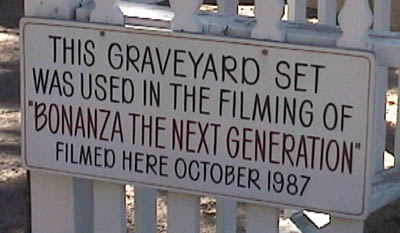 THIS GRAVEYARD SET
WAS USED IN THE FILMING OF
"BONANZA THE NEXT GENERATION"
FILMED HERE OCTOBER 1987